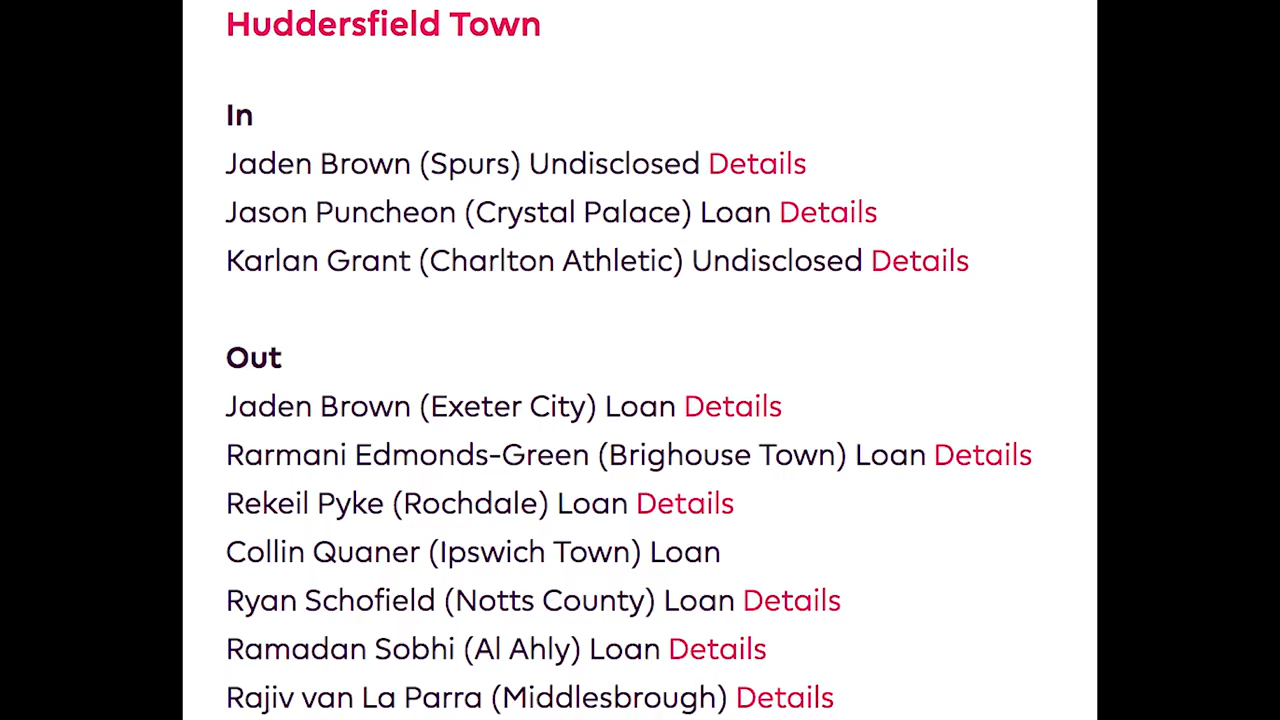 Huddersfield Town
In
Jaden Brown (Spurs) Undisclosed Details
Jason Puncheon (Crystal Palace) Loan Details
Karlan Grant (Charlton Athletic) Undisclosed Details
Out
Jaden Brown (Exeter City) Loan Details
Rarmani Edmonds-Green (Brighouse Town) Loan Details
Rekeil Pyke (Rochdale) Loan Details
Collin Quaner (Ipswich Town) Loan
Ryan Schofield (Notts County) Loan Details
Ramadan Sobhi (Al Ahly) Loan Details
Rajiv van La Parra (Middlesbrough) Details